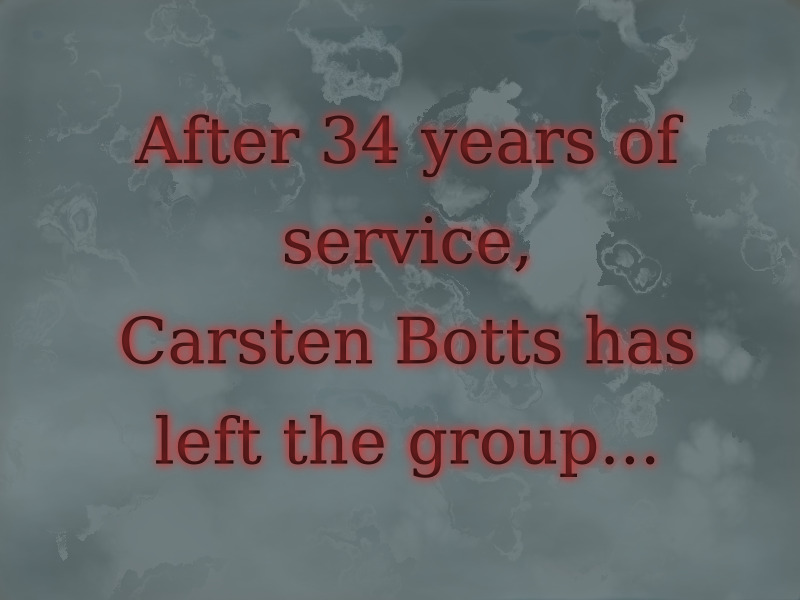 After 34 years of
service,
Carsten Botts has
left the group...